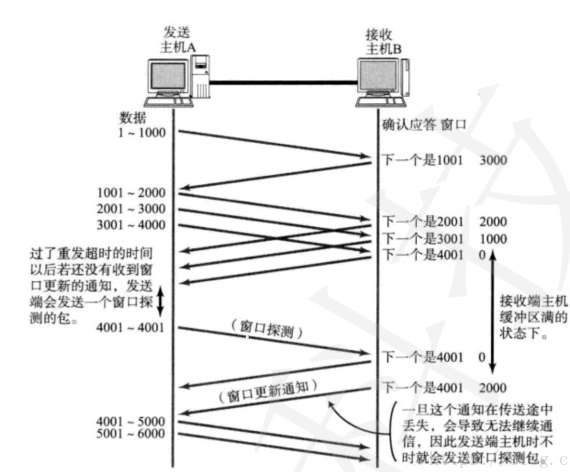 发送
主机A
接收
主机B
数据
确认应答 窗口
1～1000
下一个是1001 3000
1001～2000
2001～3000
3001～4000
下一个是2001 2000
下一个是3001 1000
下一个是4001 0
过了重发超时的时间
以后若还没有收到窗
口更新的通知，发送
端会发送一个窗口探
测的包。
接收端主机
缓冲区满的
状态下。
4001～4001
（窗口探测）
下一个是4001 0
（窗口更新通知）
下一个是4001 2000
4001～5000
5001～6000
一旦这个通知在传送途中
丢失，会导致无法继续通
信，因此发送端主机时不
时就会发送窗口探测包。